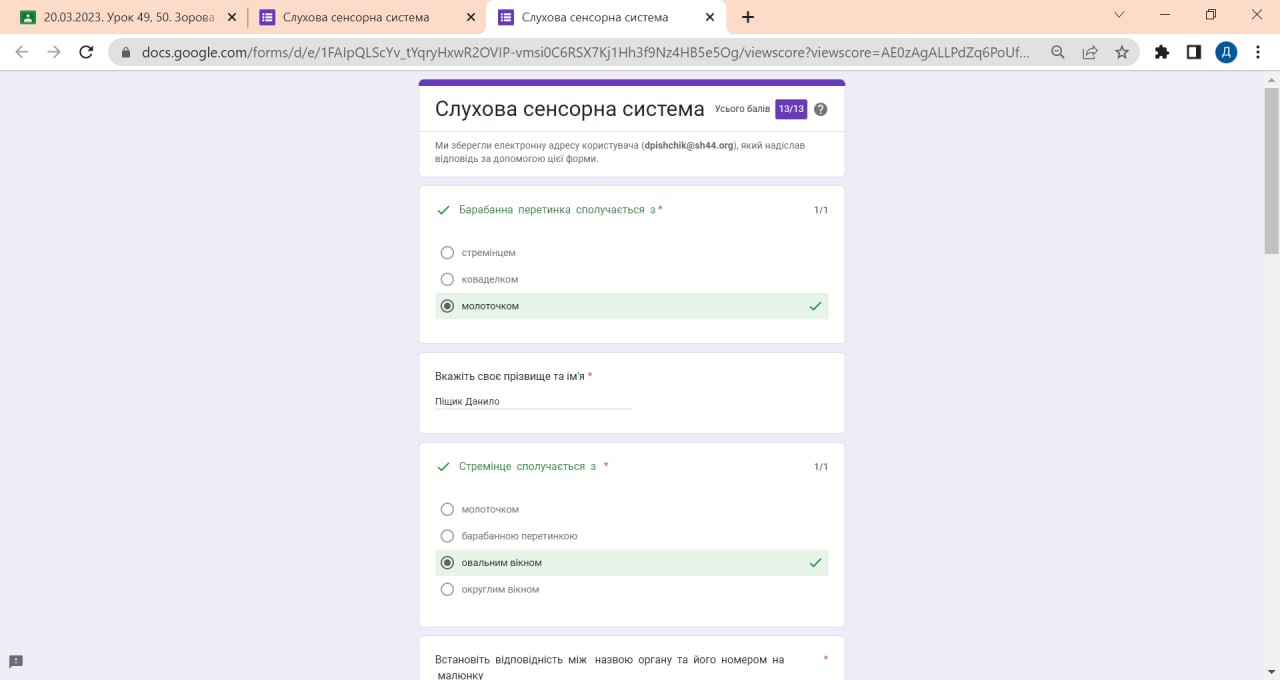 20.03.2023. Урок 49, 50. Зорова
Слухова сенсорна система
Слухова сенсорна система
docs.google.com/forms/d/e/1FAIpQLScYv_tYqryHxwR2OVIP-vmsi0C6RSX7Kj1Hh3f9Nz4HB5e5Og/viewscore?viewscore=AE0zAgALLPdZq6PoUf...
Д
Слухова сенсорна система Усього балів 13/13
Ми зберегли електронну адресу користувача (dpishchik@sh44.org), який надіслав
відповідь за допомогою цієї форми.
Барабанна перетинка сполучається з * 1/1
стремінцем
коваделком
молоточком
Вкажіть своє прізвище та ім'я *
Піщик Данило
Стремінце сполучається з * 1/1
молоточком
барабанною перетинкою
овальним вікном
округлим вікном
Встановіть відповідність між назвою органу та його номером на *
малюнку